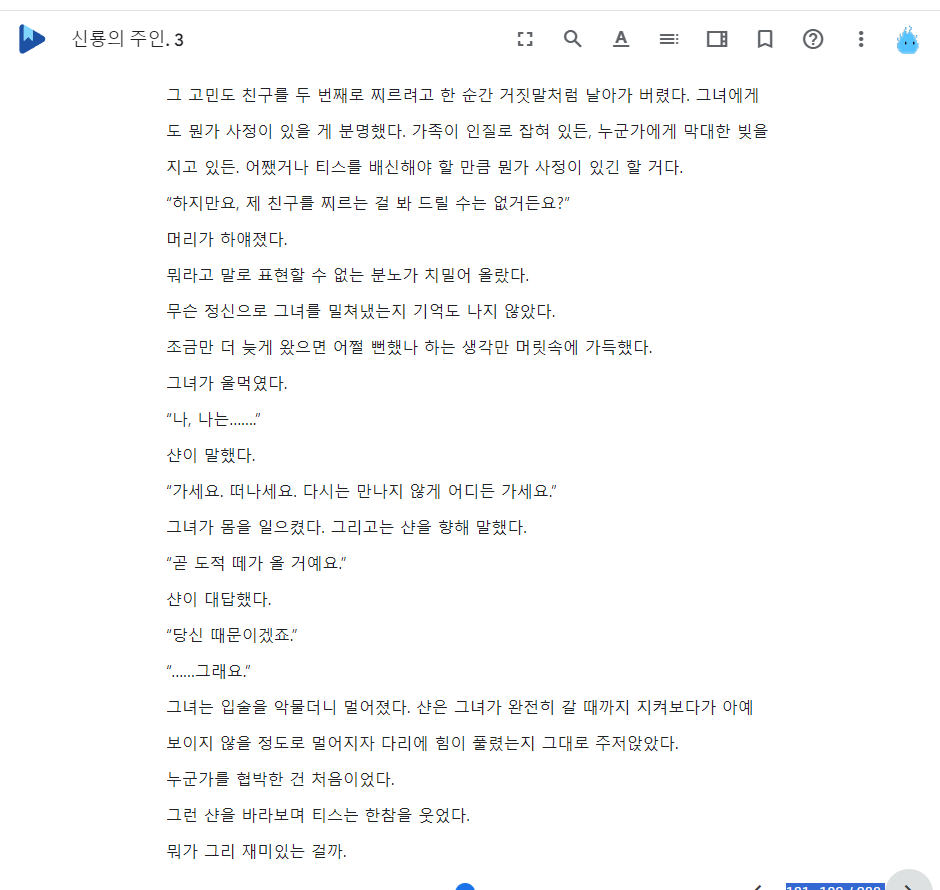 신룡의 주인. 3
그 고민도 친구를 두 번째로 찌르려고 한 순간 거짓말처럼 날아가 버렸다. 그녀에게
도 뭔가 사정이 있을 게 분명했다. 가족이 인질로 잡혀 있든, 누군가에게 막대한 빚을
지고 있든. 어쨌거나 티스를 배신해야 할 만큼 뭔가 사정이 있긴 할 거다.
“하지만요, 제 친구를 찌르는 걸 봐 드릴 수는 없거든요?”
머리가 하얘졌다.
뭐라고 말로 표현할 수 없는 분노가 치밀어 올랐다.
무슨 정신으로 그녀를 밀쳐냈는지 기억도 나지 않았다.
조금만 더 늦게 왔으면 어쩔 뻔했나 하는 생각만 머릿속에 가득했다.
그녀가 울먹였다.
“나, 나는…….”
샨이 말했다.
“가세요. 떠나세요. 다시는 만나지 않게 어디든 가세요.”
그녀가 몸을 일으켰다. 그리고는 샨을 향해 말했다.
“곧 도적 떼가 올 거예요.”
샨이 대답했다.
“당신 때문이겠죠.”
“……그래요.”
그녀는 입술을 악물더니 멀어졌다. 샨은 그녀가 완전히 갈 때까지 지켜보다가 아예
보이지 않을 정도로 멀어지자 다리에 힘이 풀렸는지 그대로 주저앉았다.
누군가를 협박한 건 처음이었다.
그런 샨을 바라보며 티스는 한참을 웃었다.
뭐가 그리 재미있는 걸까.